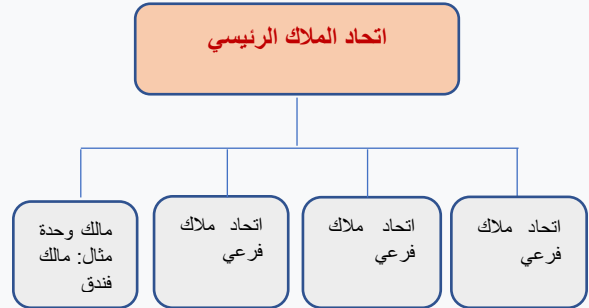 اتحاد الملاك الرئيسي
اتحاد ملاك
فرعي
اتحاد ملاك
فرعي
اتحاد ملاك
فرعي
مالك وحدة
مثال: مالك
فندق